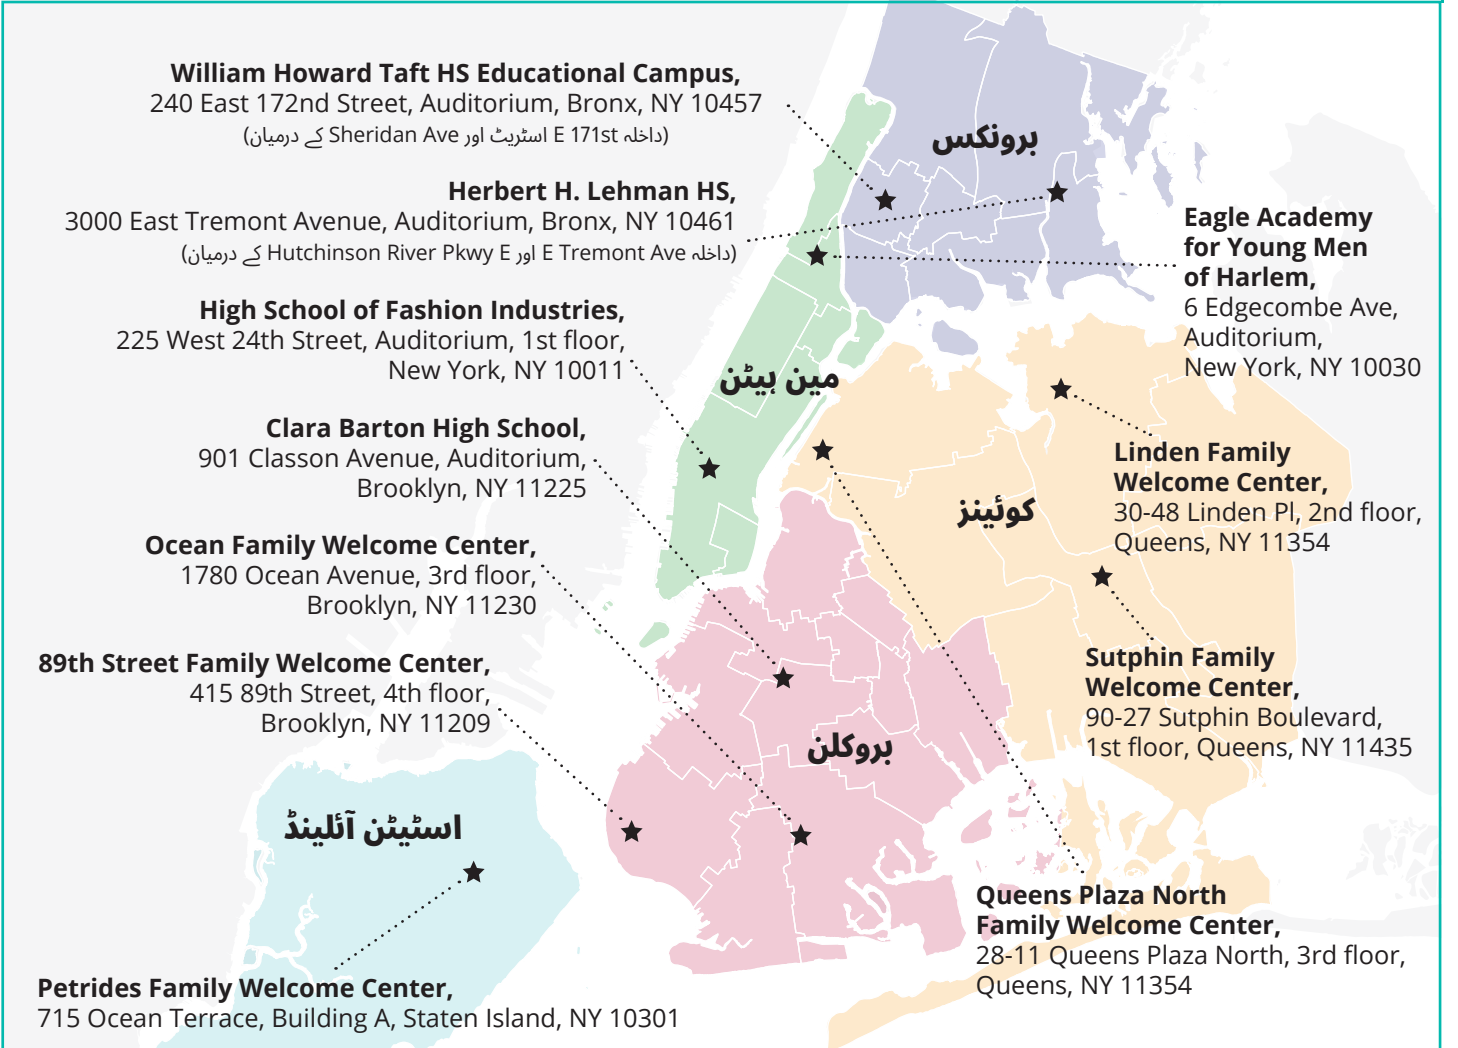 William Howard Taft HS Educational Campus,
240 East 172nd Street, Auditorium, Bronx, NY 10457
(داخلہ E 171st اسٹریٹ اور Sheridan Ave کے درمیان)
Herbert H. Lehman HS,
3000 East Tremont Avenue, Auditorium, Bronx, NY 10461
(داخلہ E Tremont Ave اور Hutchinson River Pkwy E کے درمیان)
High School of Fashion Industries,
225 West 24th Street, Auditorium, 1st floor,
New York, NY 10011
Clara Barton High School,
901 Classon Avenue, Auditorium,
Brooklyn, NY 11225
Ocean Family Welcome Center,
1780 Ocean Avenue, 3rd floor,
Brooklyn, NY 11230
89th Street Family Welcome Center,
415 89th Street, 4th floor,
Brooklyn, NY 11209
Petrides Family Welcome Center,
715 Ocean Terrace, Building A, Staten Island, NY 10301
برونکس
مین ہیٹن
کوئینز
بروکلن
اسٹیٹن آئلینڈ
Eagle Academy
for Young Men
of Harlem,
6 Edgecombe Ave,
Auditorium,
New York, NY 10030
Linden Family
Welcome Center,
30-48 Linden Pl, 2nd floor,
Queens, NY 11354
Sutphin Family
Welcome Center,
90-27 Sutphin Boulevard,
1st floor, Queens, NY 11435
Queens Plaza North
Family Welcome Center,
28-11 Queens Plaza North, 3rd floor,
Queens, NY 11354